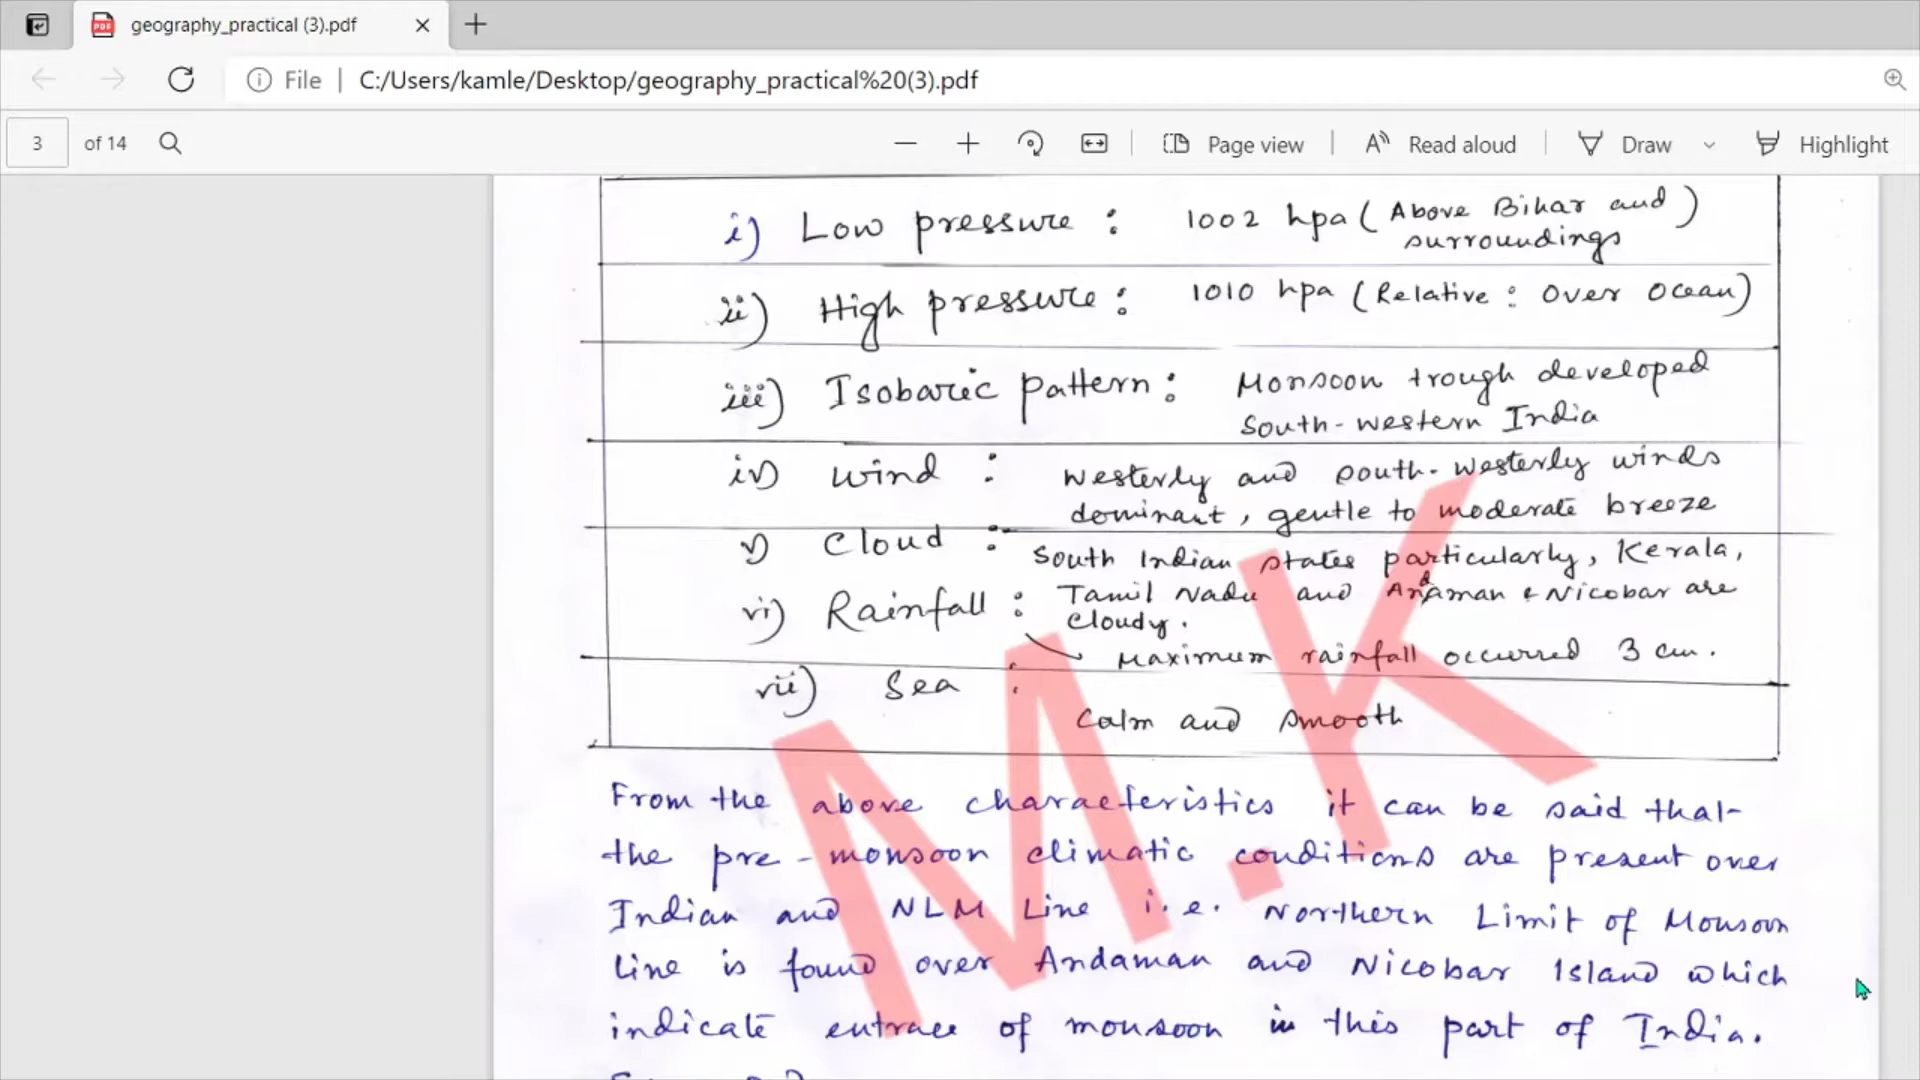 geography_practical (3).pdf
File | C:/Users/kamle/Desktop/geography_practical%20(3).pdf
3 of 14 Page view Read aloud Draw Highlight
i) Low pressure : 1002 hpa (Above Bihar and)
surroundings
ii) High pressure : 1010 hpa (Relative : over ocean)
iii) Isobaric pattern : Monsoon trough developed
South-western India
iv) Wind : Westerly and south-westerly winds
dominant, gentle to moderate breeze
v) Cloud : South Indian states particularly, Kerala,
vi) Rainfall : Tamil Nadu and Andaman & Nicobar are
cloudy.
Maximum rainfall occurred 3 cm.
vii) Sea :
Calm and smooth
From the above characteristics it can be said that
the pre-monsoon climatic conditions are present over
Indian and NLM Line i.e. Northern Limit of Monsoon
Line is found over Andaman and Nicobar Island which
indicate entrace of monsoon in this part of India.
M.K